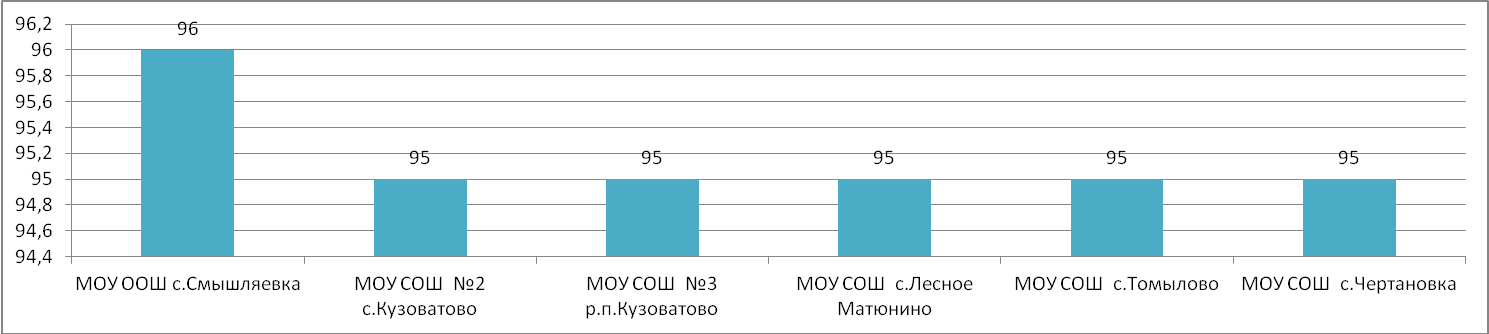 96,2
96
95,8
95,6
95,4
95,2
95
94,8
94,6
94,4
96
95
95
95
95
95
МОУ ООШ с.Смышляевка
МОУ СОШ №2
с.Кузоватово
МОУ СОШ №3
р.п.Кузоватово
МОУ СОШ с.Лесное
Матюнино
МОУ СОШ с.Томылово
МОУ СОШ с.Чертановка